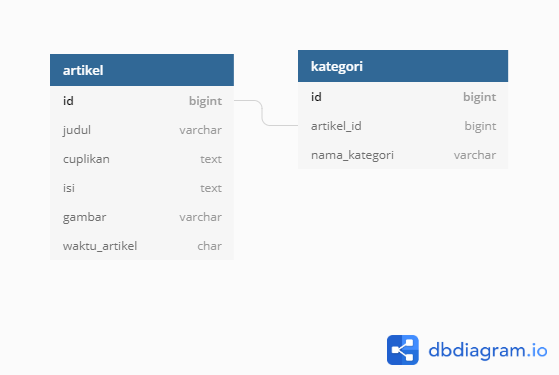 artikel
id bigint
judul varchar
cuplikan text
isi text
gambar varchar
waktu_artikel char
kategori
id bigint
artikel_id bigint
nama_kategori varchar
dbdiagram.io